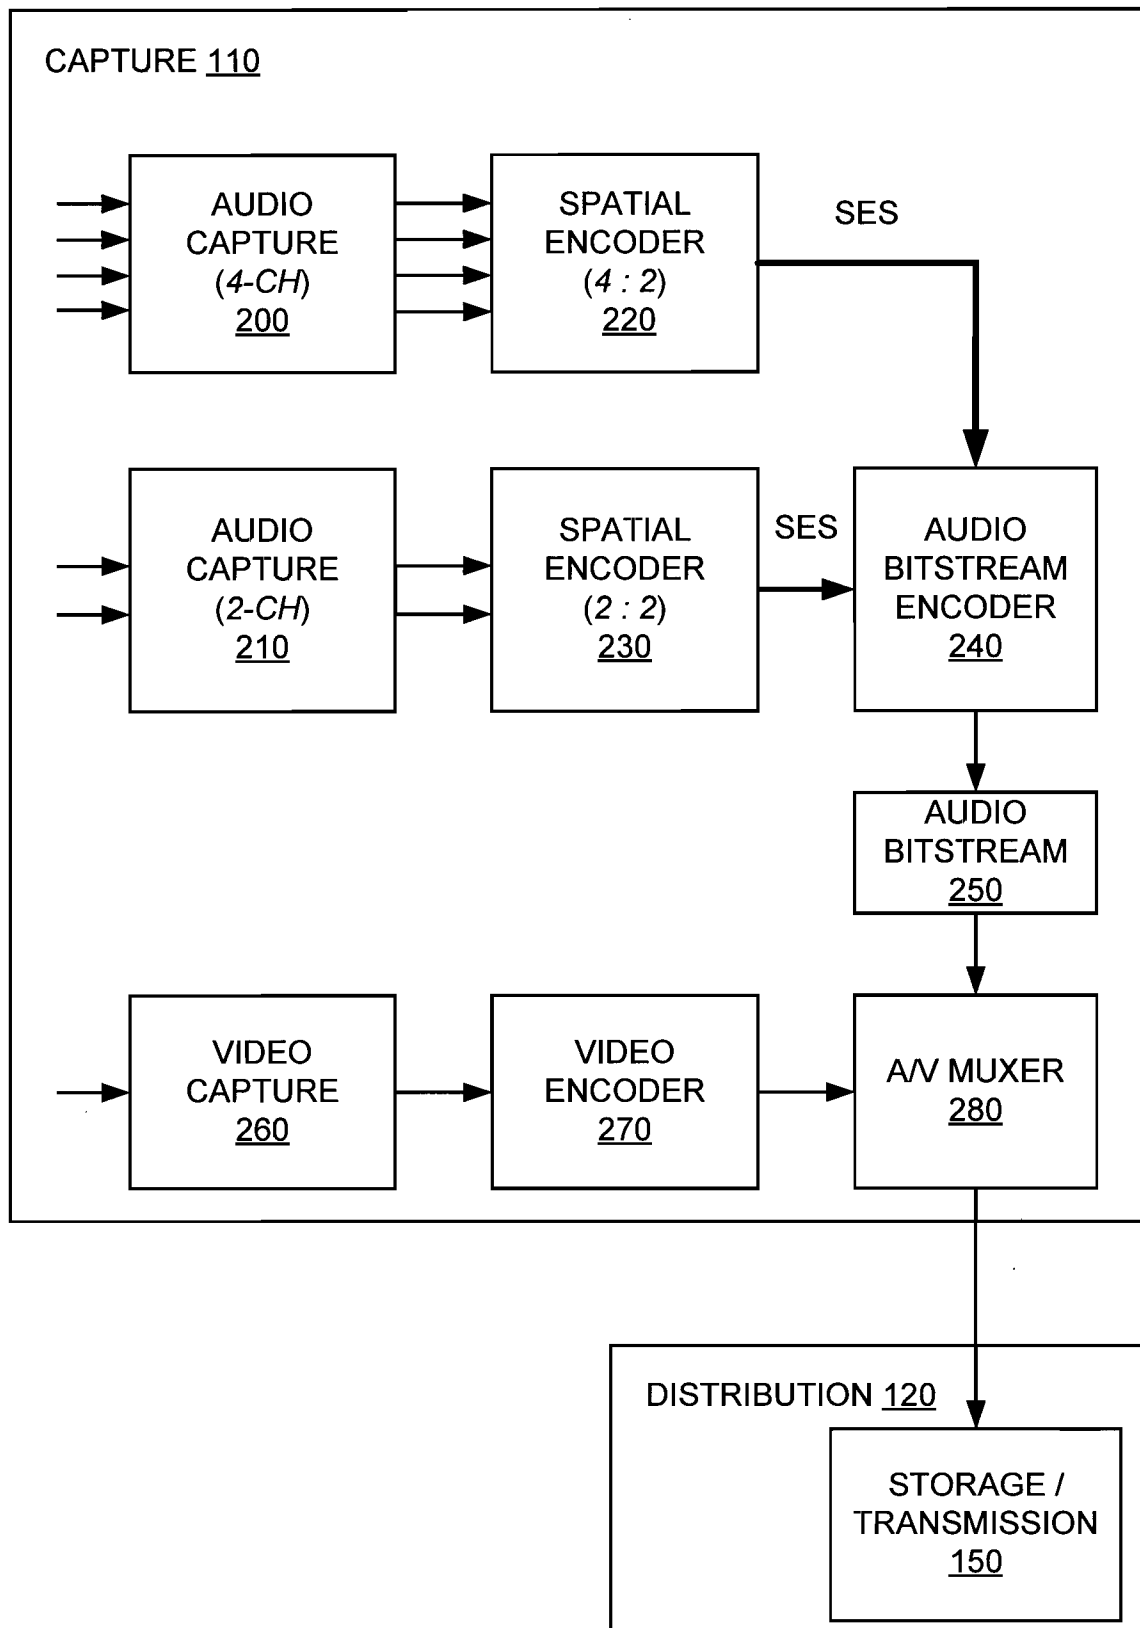 CAPTURE 110
AUDIO
CAPTURE
(4-CH)
200
SPATIAL
ENCODER
(4 : 2)
220
SES
AUDIO
CAPTURE
(2-CH)
210
SPATIAL
ENCODER
(2 : 2)
230
SES
AUDIO
BITSTREAM
ENCODER
240
AUDIO
BITSTREAM
250
VIDEO
CAPTURE
260
VIDEO
ENCODER
270
A/V MUXER
280
DISTRIBUTION 120
STORAGE /
TRANSMISSION
150